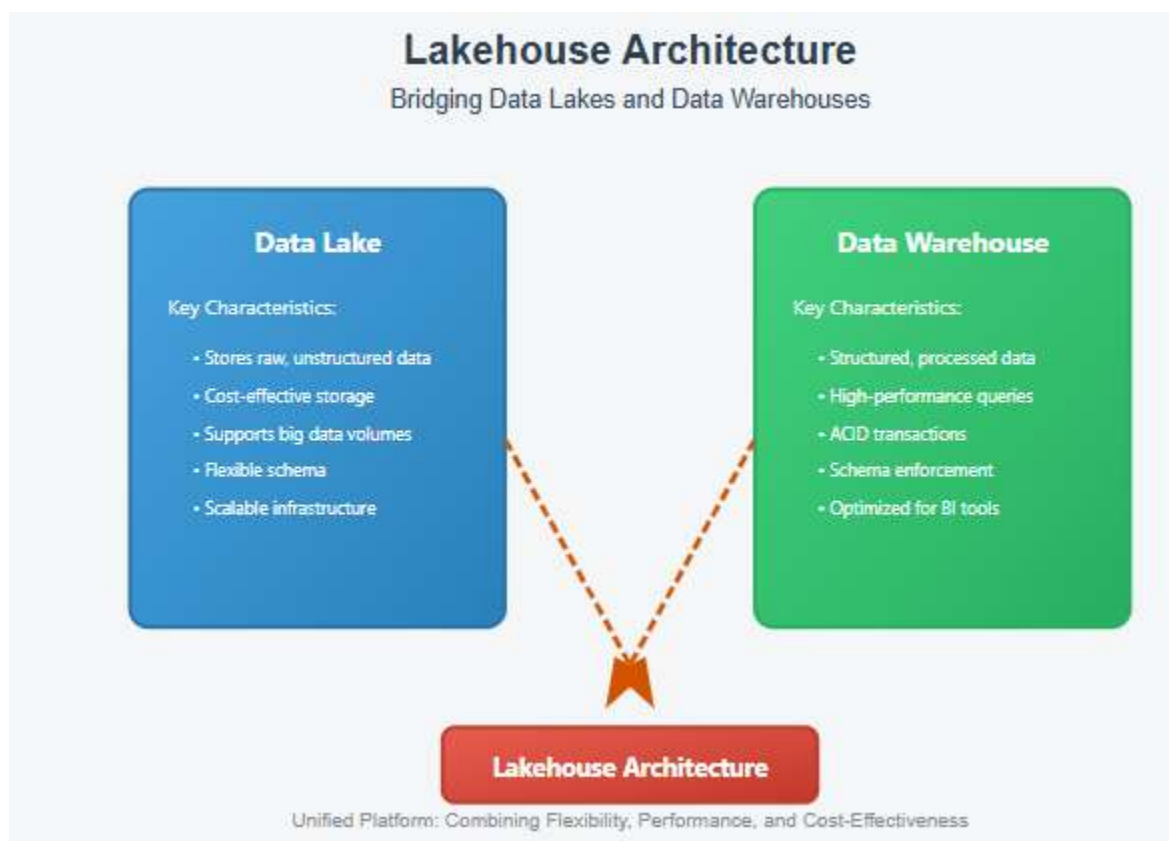 Lakehouse Architecture
Bridging Data Lakes and Data Warehouses
Data Lake
Key Characteristics:
• Stores raw, unstructured data
• Cost-effective storage
• Supports big data volumes
• Flexible schema
• Scalable infrastructure
Data Warehouse
Key Characteristics:
• Structured, processed data
• High-performance queries
• ACID transactions
• Schema enforcement
• Optimized for BI tools
Lakehouse Architecture
Unified Platform: Combining Flexibility, Performance, and Cost-Effectiveness